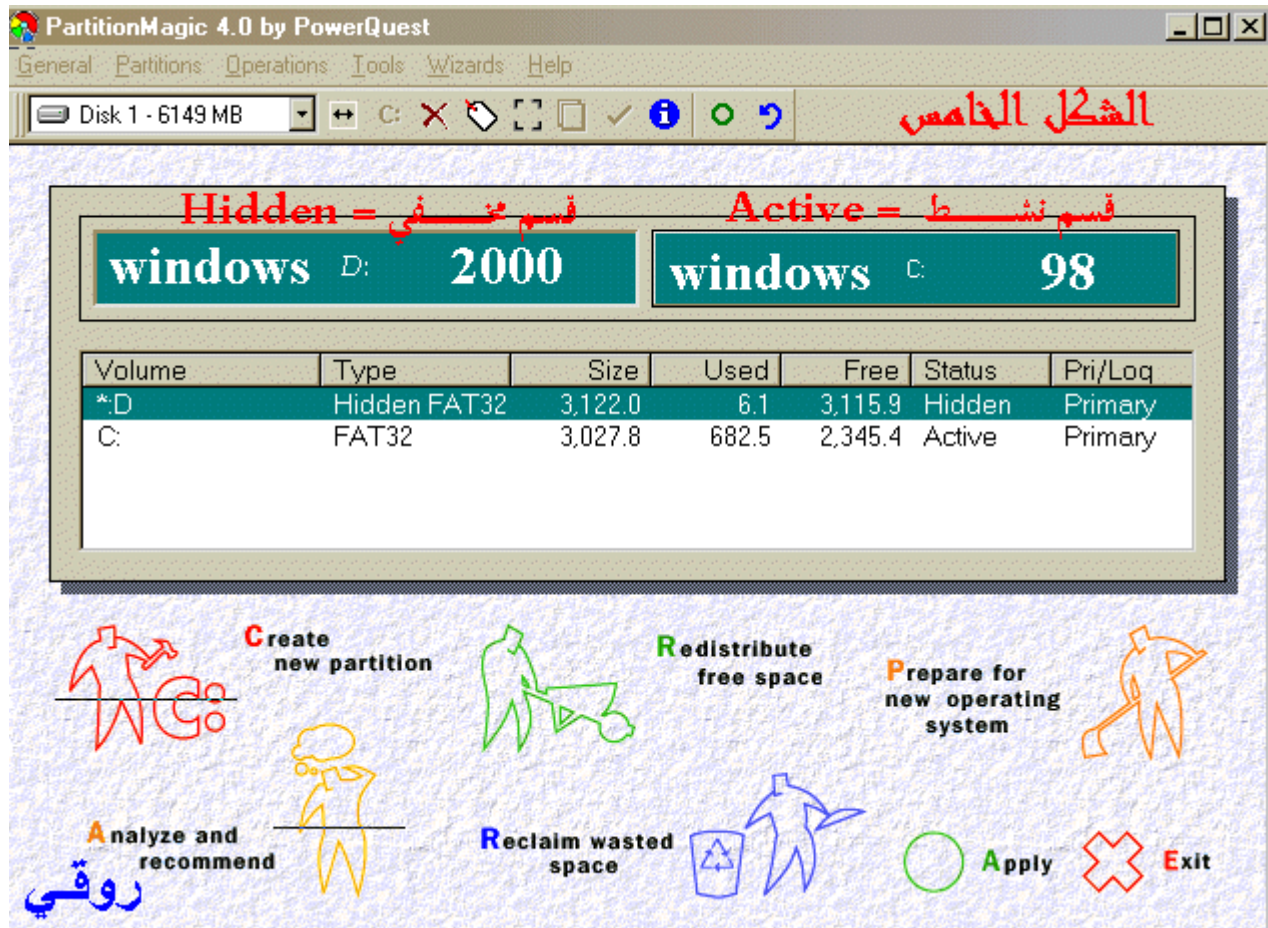 PartitionMagic 4.0 by PowerQuest
General Partitions Operations Tools Wizards Help
Disk 1 - 6149 MB C: الشكل الخامس
Hidden = قسم مخفي Active = قسم نشط
windows D: 2000 windows C: 98
Volume Type Size Used Free Status Pri/Log
*:D Hidden FAT32 3,122.0 6.1 3,115.9 Hidden Primary
C: FAT32 3,027.8 682.5 2,345.4 Active Primary
Create
new partition
Redistribute
free space
Prepare for
new operating
system
Analyze and
recommend
Reclaim wasted
space
Apply
Exit
روقي